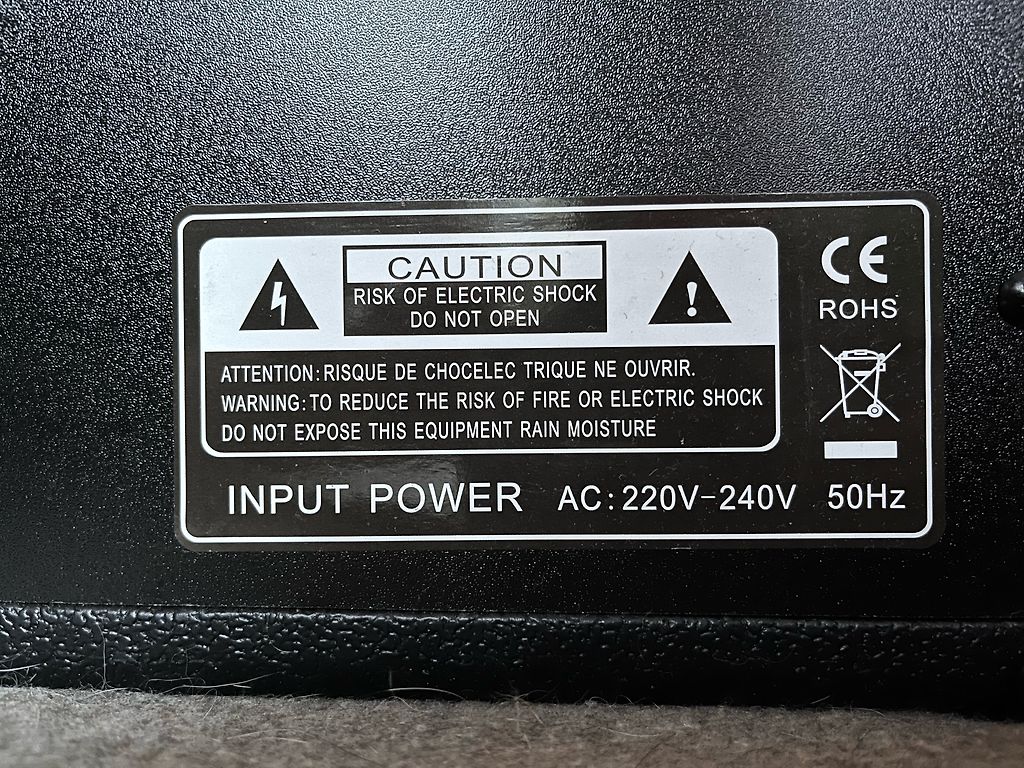 CAUTION
RISK OF ELECTRIC SHOCK
DO NOT OPEN
ATTENTION:RISQUE DE CHOCELEC TRIQUE NE OUVRIR.
WARNING:TO REDUCE THE RISK OF FIRE OR ELECTRIC SHOCK
DO NOT EXPOSE THIS EQUIPMENT RAIN MOISTURE
CE
ROHS
INPUT POWER AC:220V-240V 50Hz